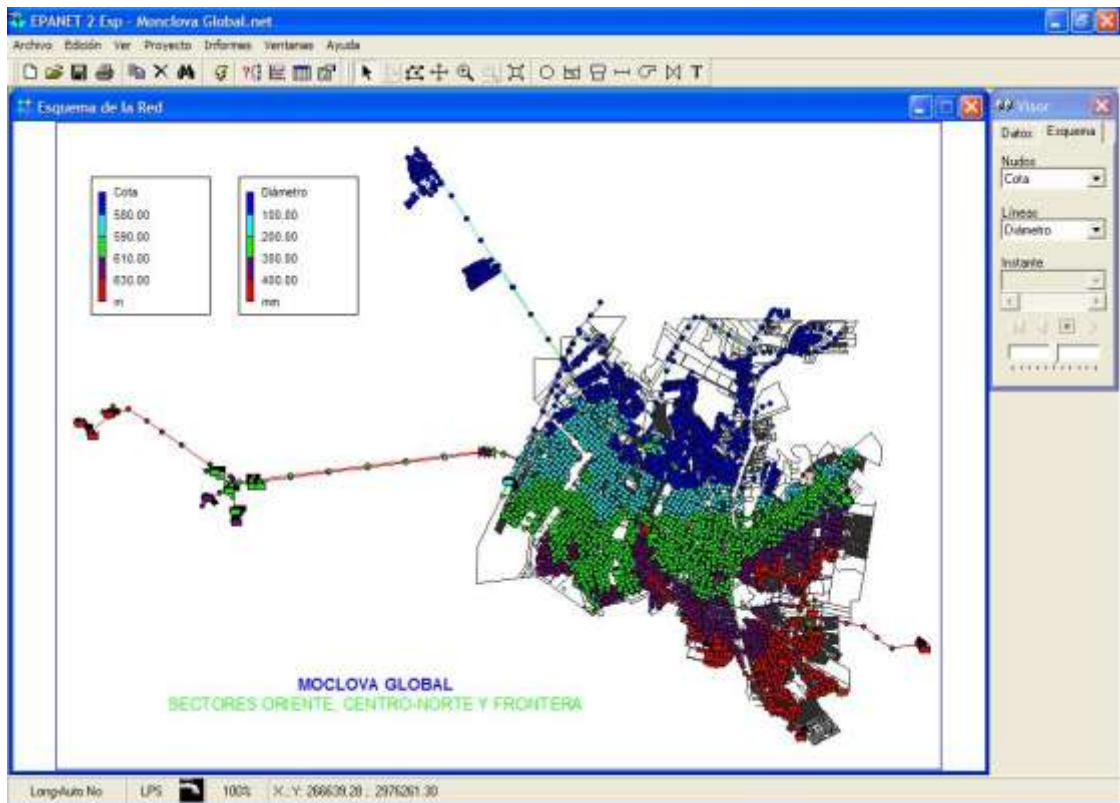 EPANET 2 Esp - Monclova Global.net
Archivo Edición Ver Proyecto Informes Ventanas Ayuda
Esquema de la Red
Visor
Datos Esquema
Nudos
Cota
Líneas
Diámetro
Instante
Cota
580.00
590.00
610.00
630.00
m
Diámetro
100.00
200.00
350.00
400.00
mm
MOCLOVA GLOBAL
SECTORES ORIENTE, CENTRO-NORTE Y FRONTERA
Long-Auto No LPS 100% X, Y: 266639.28 ; 2976261.30